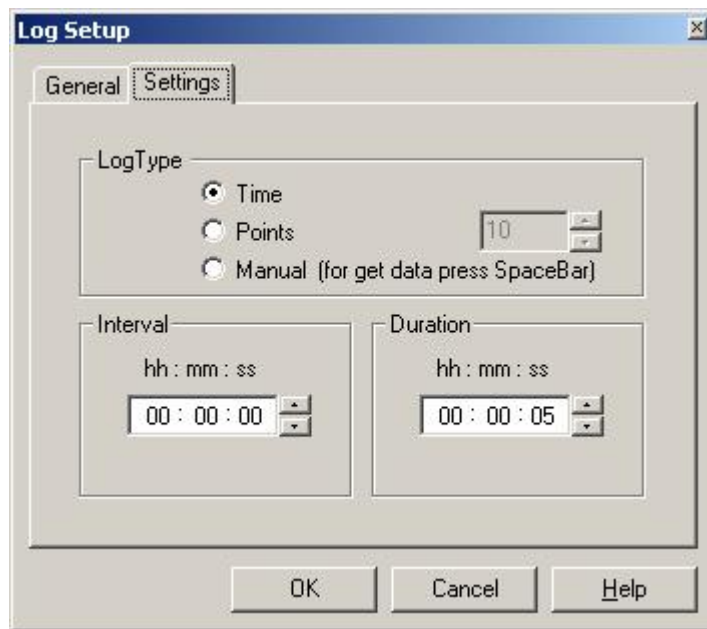 Log Setup
General Settings
LogType
Time
Points 10
Manual (for get data press SpaceBar)
Interval
hh : mm : ss
00 : 00 : 00
Duration
hh : mm : ss
00 : 00 : 05
OK Cancel Help